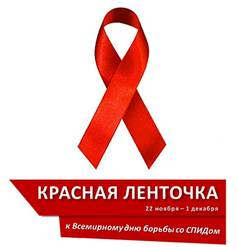 КРАСНАЯ ЛЕНТОЧКА
22 ноября – 1 декабря
к Всемирному дню борьбы со СПИДом